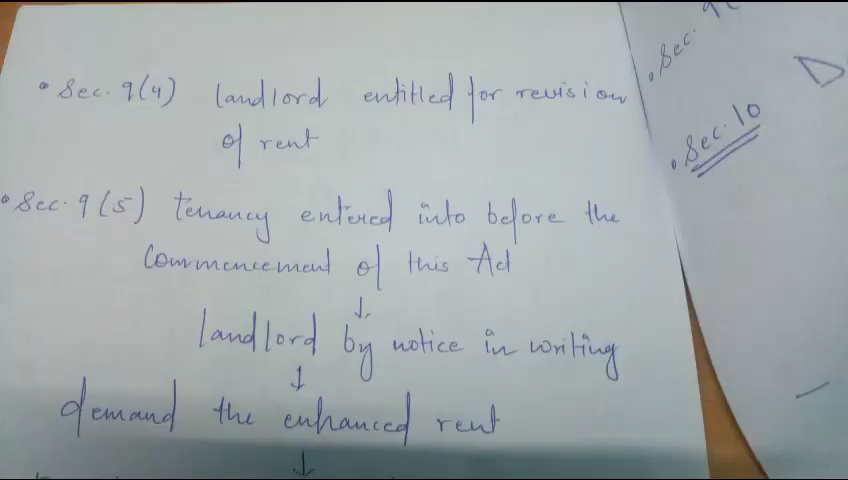 • Sec. 9(4) landlord entitled for revision
of rent
• Sec. 9(5) tenancy entered into before the
Commencement of this Act
↓
landlord by notice in writing
↓
demand the enhanced rent
↓
• Sec. 9(
• Sec. 10